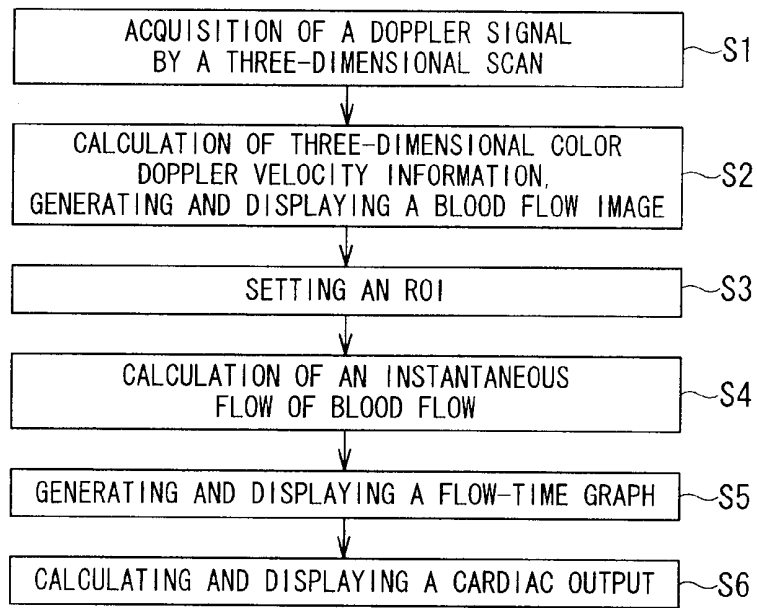 ACQUISITION OF A DOPPLER SIGNAL
BY A THREE-DIMENSIONAL SCAN
S1
CALCULATION OF THREE-DIMENSIONAL COLOR
DOPPLER VELOCITY INFORMATION,
GENERATING AND DISPLAYING A BLOOD FLOW IMAGE
S2
SETTING AN ROI
S3
CALCULATION OF AN INSTANTANEOUS
FLOW OF BLOOD FLOW
S4
GENERATING AND DISPLAYING A FLOW-TIME GRAPH
S5
CALCULATING AND DISPLAYING A CARDIAC OUTPUT
S6